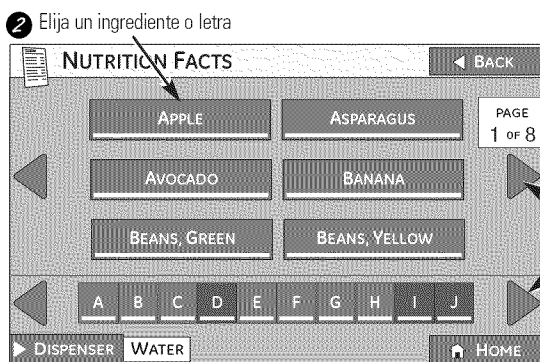 2 Elija un ingrediente o letra
NUTRITION FACTS
BACK
APPLE ASPARAGUS
PAGE
1 OF 8
AVOCADO BANANA
BEANS, GREEN BEANS, YELLOW
A B C D E F G H I J
DISPENSER WATER HOME